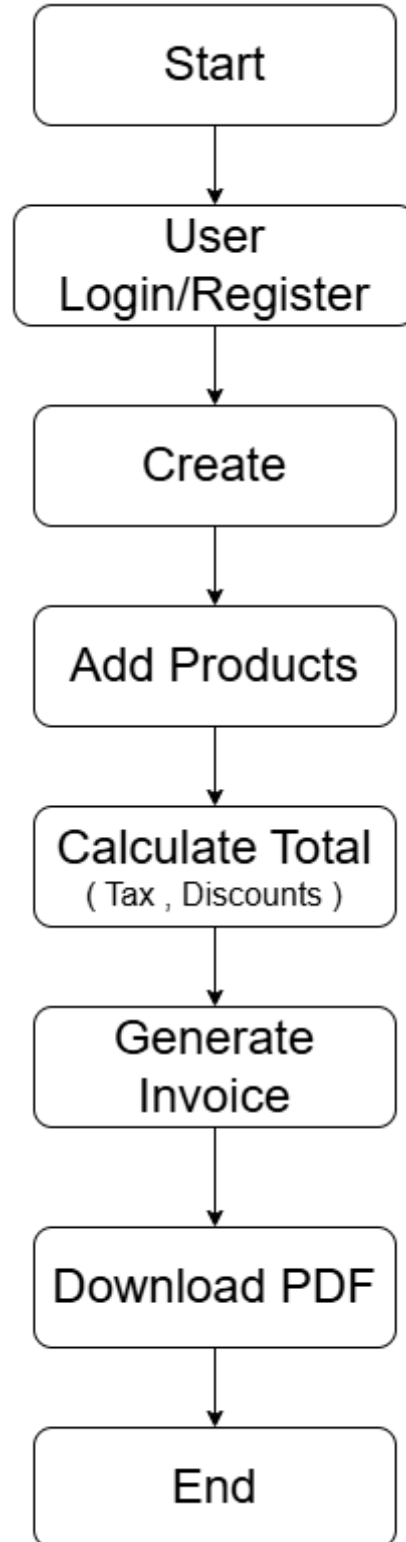 Start
User
Login/Register
Create
Add Products
Calculate Total
( Tax , Discounts )
Generate
Invoice
Download PDF
End